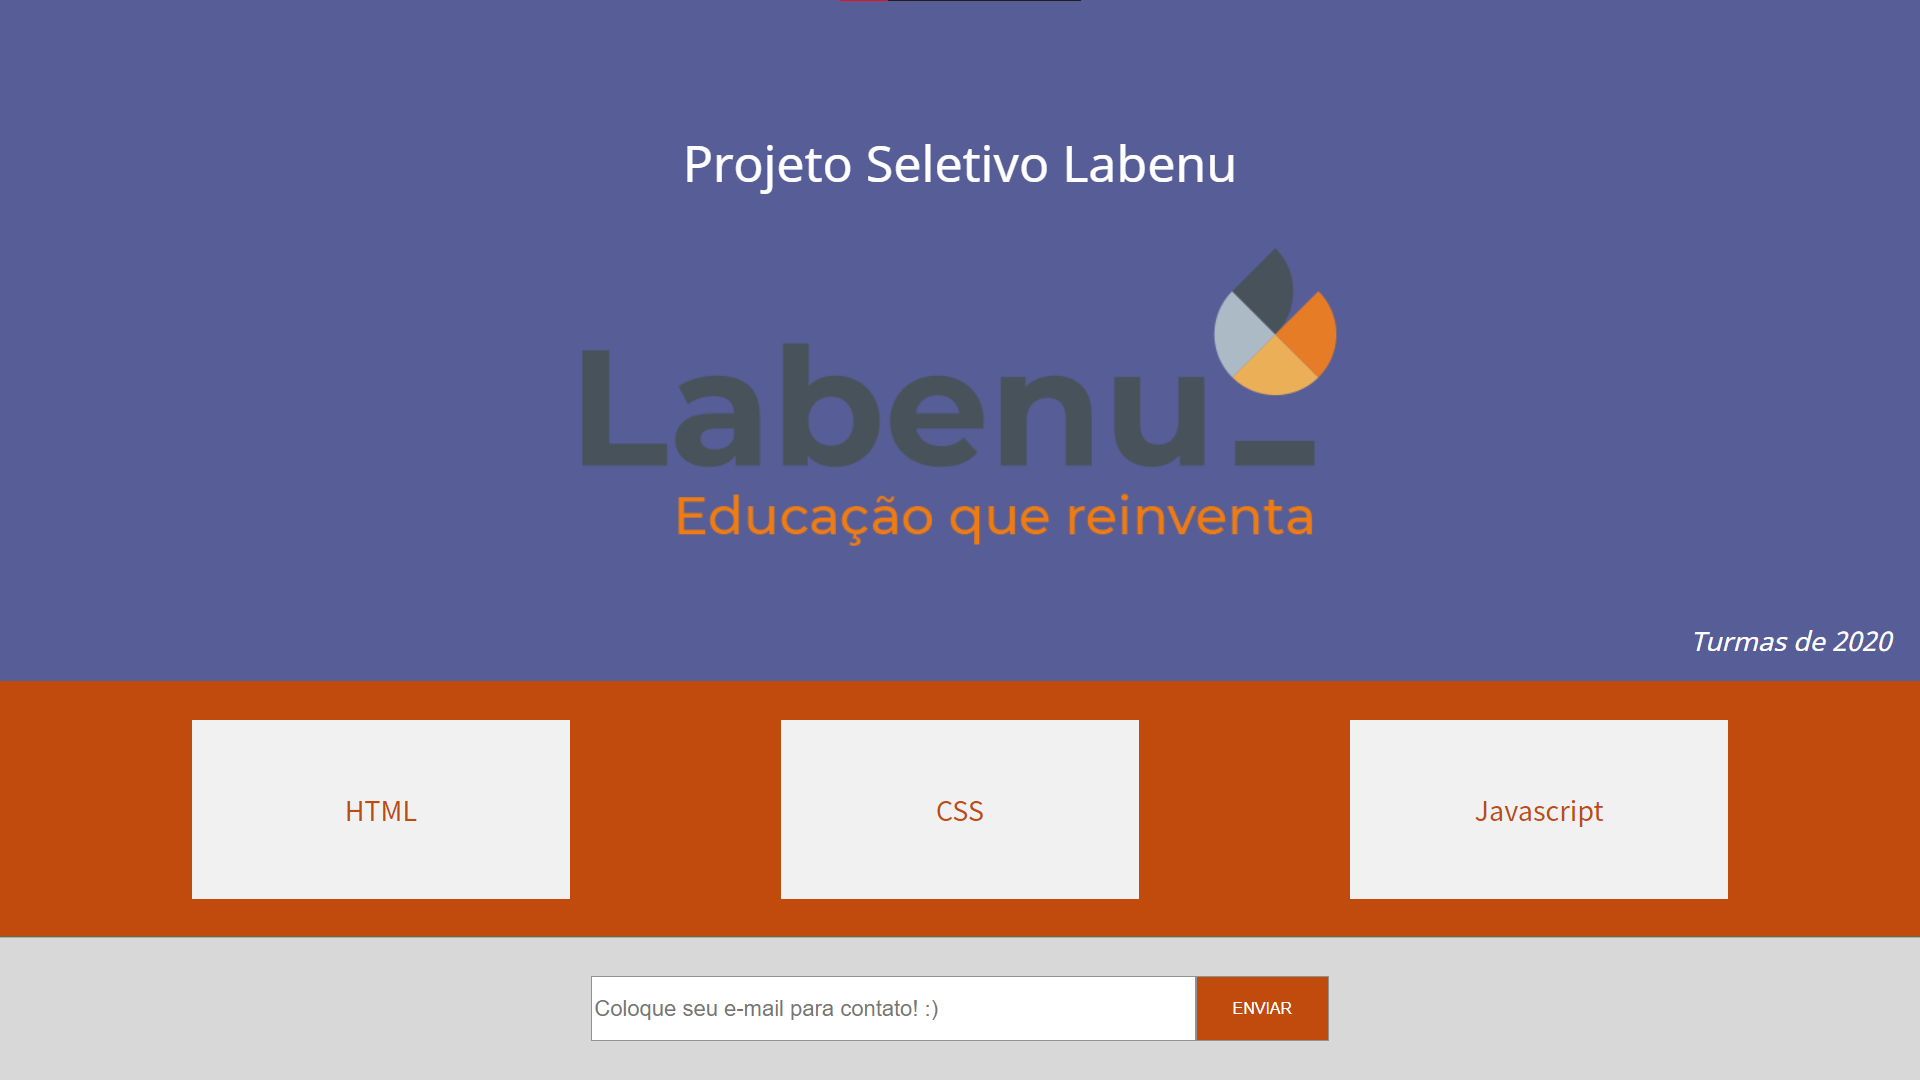 Projeto Seletivo Labenu
Labenu_
Educação que reinventa
Turmas de 2020
HTML
CSS
Javascript
Coloque seu e-mail para contato! :)
ENVIAR